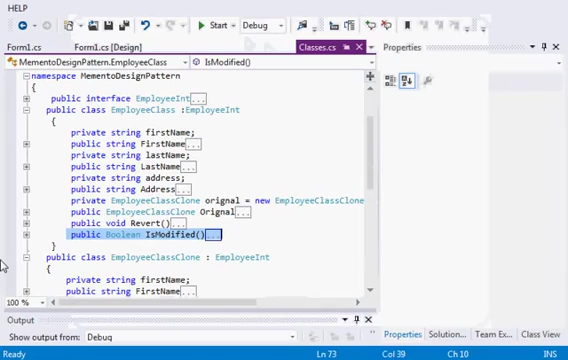 HELP
Start Debug
Form1.cs Form1.cs [Design] Classes.cs Properties
MementoDesignPattern.EmployeeClass IsModified()
namespace MementoDesignPattern
{
public interface EmployeeInt...
public class EmployeeClass :EmployeeInt
{
private string firstName;
public string FirstName...
private string lastName;
public string LastName...
private string address;
public string Address...
private EmployeeClassClone orignal = new EmployeeClassClone
public EmployeeClassClone Orignal...
public void Revert()...
public Boolean IsModified()...
}
public class EmployeeClassClone : EmployeeInt
{
private string firstName;
public string FirstName...
100 %
Output
Show output from: Debug
Properties Solution... Team Ex... Class View
Ready Ln 73 Col 39 Ch 10 INS